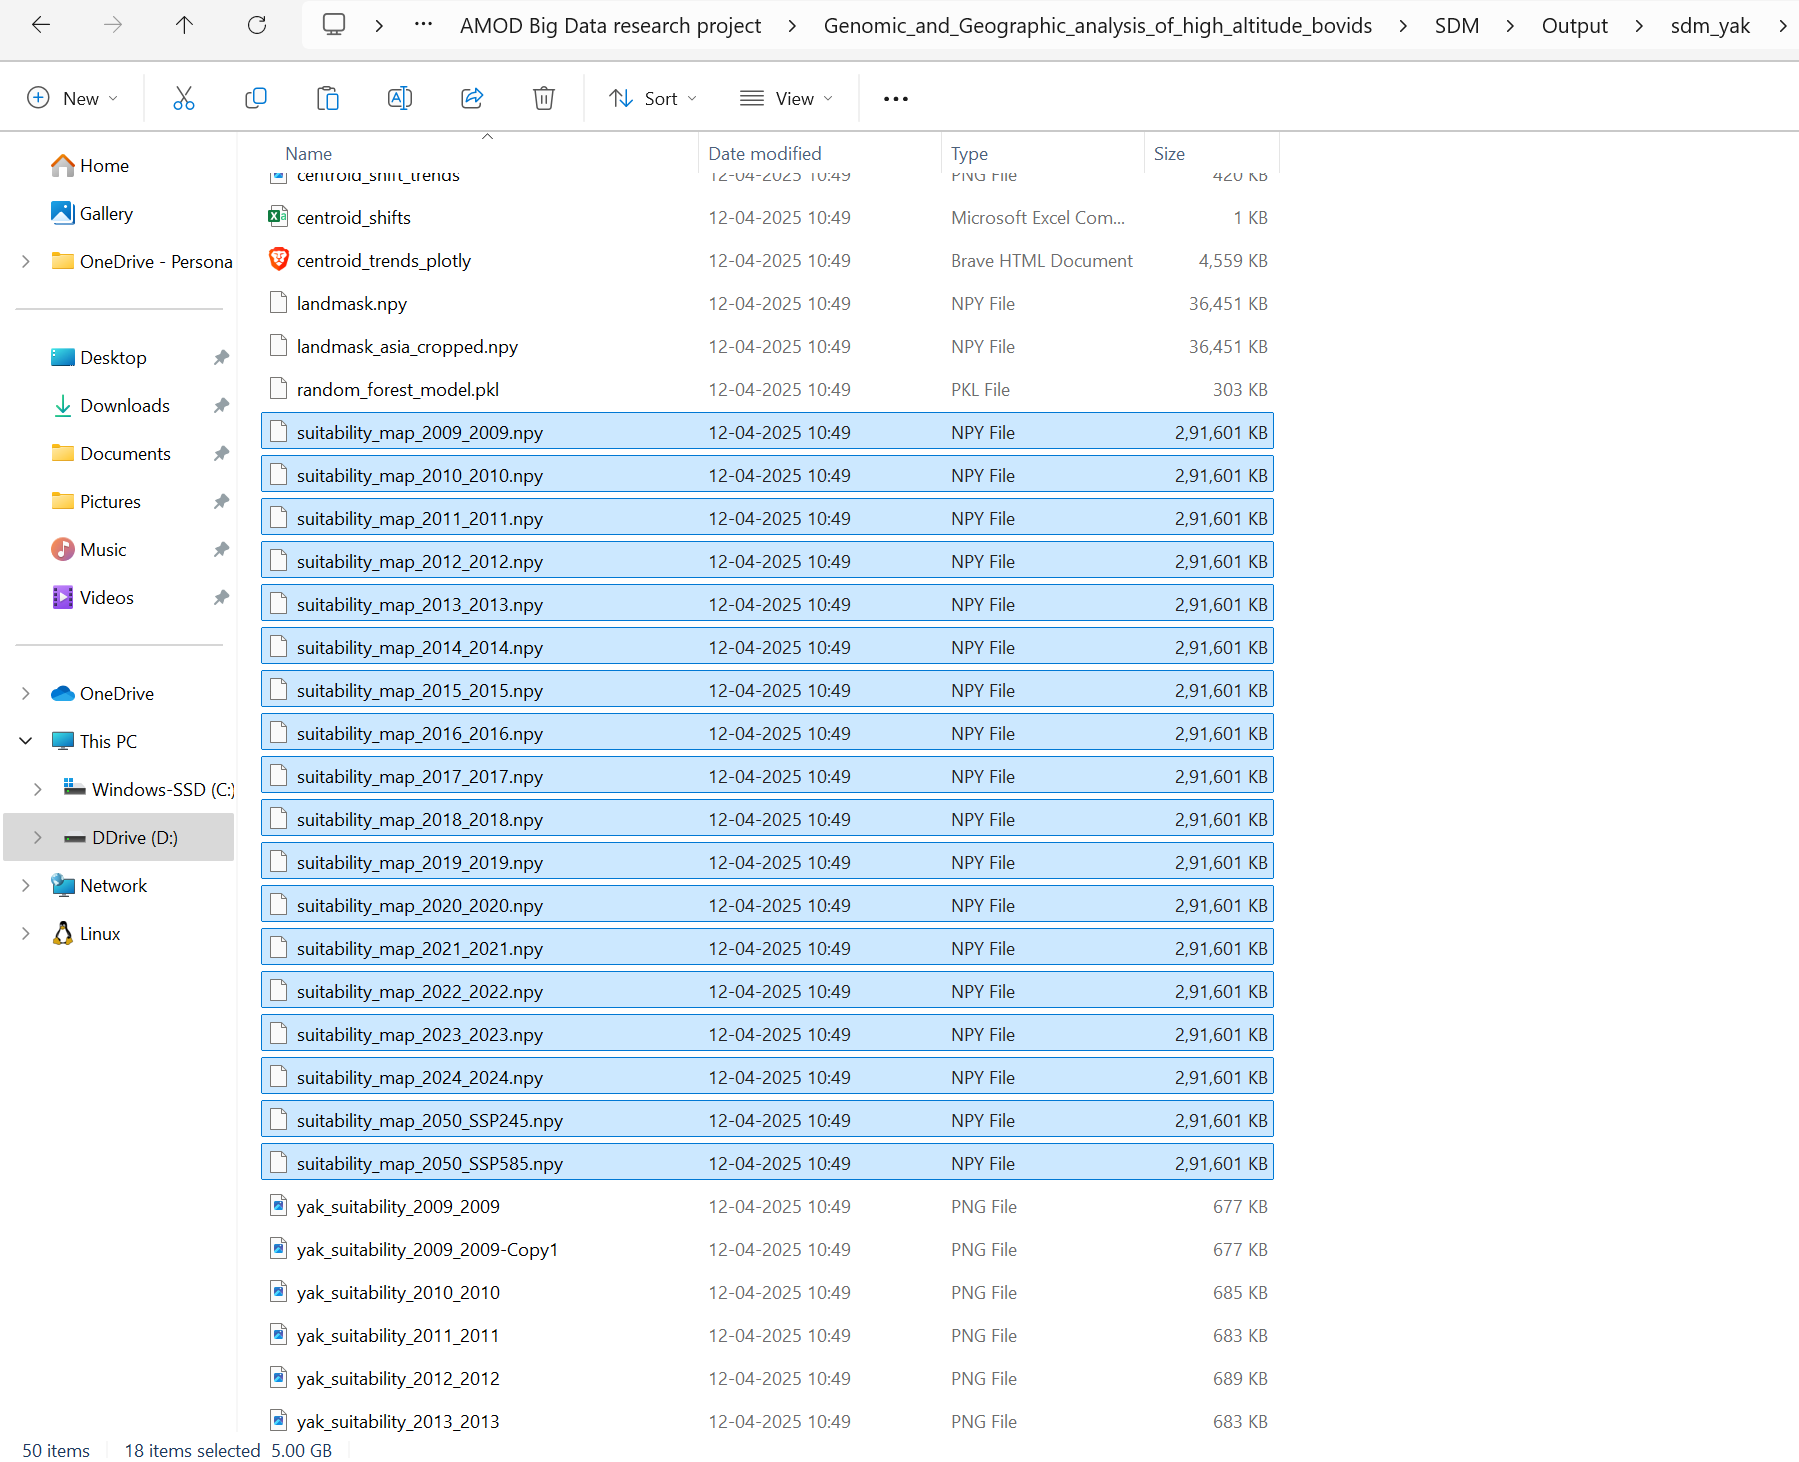 AMOD Big Data research project > Genomic_and_Geographic_analysis_of_high_altitude_bovids > SDM > Output > sdm_yak >
New Sort View
Home
Gallery
OneDrive - Persona
Desktop
Downloads
Documents
Pictures
Music
Videos
OneDrive
This PC
Windows-SSD (C:)
DDrive (D:)
Network
Linux
Name Date modified Type Size
centroid_shift_trends 12-04-2025 10:49 PNG File 420 KB
centroid_shifts 12-04-2025 10:49 Microsoft Excel Com... 1 KB
centroid_trends_plotly 12-04-2025 10:49 Brave HTML Document 4,559 KB
landmask.npy 12-04-2025 10:49 NPY File 36,451 KB
landmask_asia_cropped.npy 12-04-2025 10:49 NPY File 36,451 KB
random_forest_model.pkl 12-04-2025 10:49 PKL File 303 KB
suitability_map_2009_2009.npy 12-04-2025 10:49 NPY File 2,91,601 KB
suitability_map_2010_2010.npy 12-04-2025 10:49 NPY File 2,91,601 KB
suitability_map_2011_2011.npy 12-04-2025 10:49 NPY File 2,91,601 KB
suitability_map_2012_2012.npy 12-04-2025 10:49 NPY File 2,91,601 KB
suitability_map_2013_2013.npy 12-04-2025 10:49 NPY File 2,91,601 KB
suitability_map_2014_2014.npy 12-04-2025 10:49 NPY File 2,91,601 KB
suitability_map_2015_2015.npy 12-04-2025 10:49 NPY File 2,91,601 KB
suitability_map_2016_2016.npy 12-04-2025 10:49 NPY File 2,91,601 KB
suitability_map_2017_2017.npy 12-04-2025 10:49 NPY File 2,91,601 KB
suitability_map_2018_2018.npy 12-04-2025 10:49 NPY File 2,91,601 KB
suitability_map_2019_2019.npy 12-04-2025 10:49 NPY File 2,91,601 KB
suitability_map_2020_2020.npy 12-04-2025 10:49 NPY File 2,91,601 KB
suitability_map_2021_2021.npy 12-04-2025 10:49 NPY File 2,91,601 KB
suitability_map_2022_2022.npy 12-04-2025 10:49 NPY File 2,91,601 KB
suitability_map_2023_2023.npy 12-04-2025 10:49 NPY File 2,91,601 KB
suitability_map_2024_2024.npy 12-04-2025 10:49 NPY File 2,91,601 KB
suitability_map_2050_SSP245.npy 12-04-2025 10:49 NPY File 2,91,601 KB
suitability_map_2050_SSP585.npy 12-04-2025 10:49 NPY File 2,91,601 KB
yak_suitability_2009_2009 12-04-2025 10:49 PNG File 677 KB
yak_suitability_2009_2009-Copy1 12-04-2025 10:49 PNG File 677 KB
yak_suitability_2010_2010 12-04-2025 10:49 PNG File 685 KB
yak_suitability_2011_2011 12-04-2025 10:49 PNG File 683 KB
yak_suitability_2012_2012 12-04-2025 10:49 PNG File 689 KB
yak_suitability_2013_2013 12-04-2025 10:49 PNG File 683 KB
50 items 18 items selected 5.00 GB